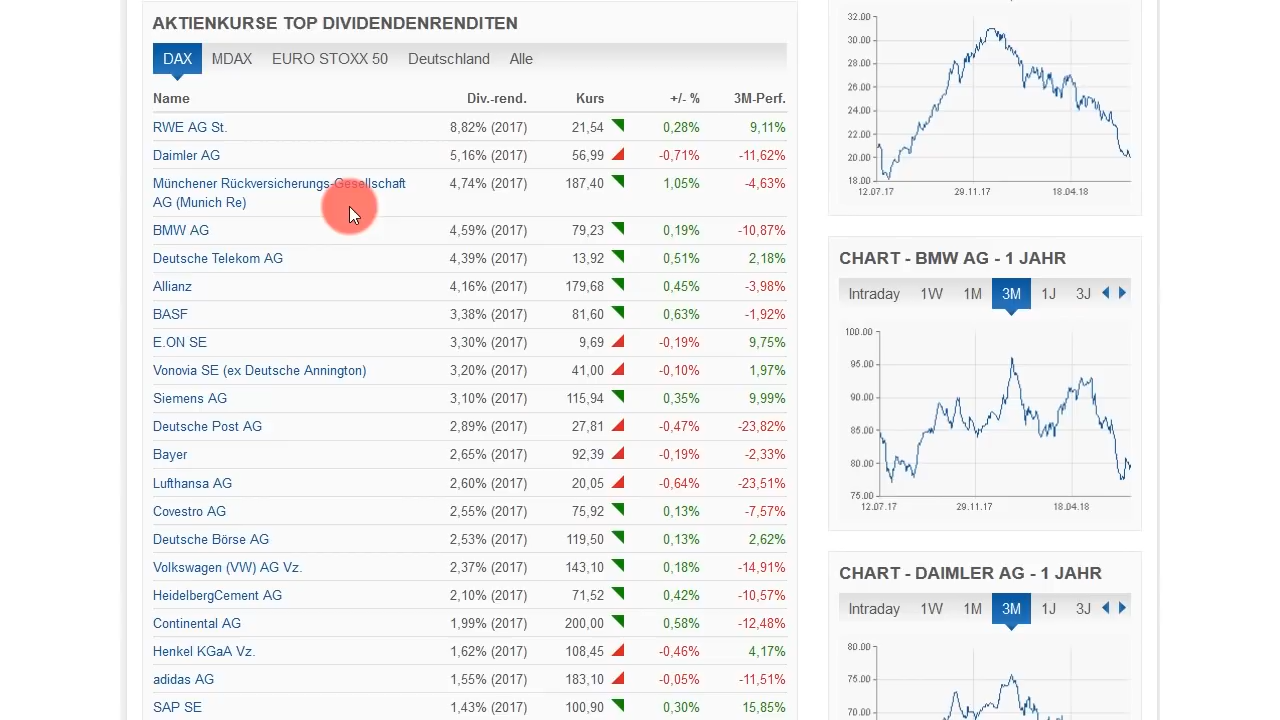 AKTIENKURSE TOP DIVIDENDENRENDITEN
DAX MDAX EURO STOXX 50 Deutschland Alle
Name Div.-rend. Kurs +/- % 3M-Perf.
RWE AG St. 8,82% (2017) 21,54 0,28% 9,11%
Daimler AG 5,16% (2017) 56,99 -0,71% -11,62%
Münchener Rückversicherungs-Gesellschaft 4,74% (2017) 187,40 1,05% -4,63%
AG (Munich Re)
BMW AG 4,59% (2017) 79,23 0,19% -10,87%
Deutsche Telekom AG 4,39% (2017) 13,92 0,51% 2,18%
Allianz 4,16% (2017) 179,68 0,45% -3,98%
BASF 3,38% (2017) 81,60 0,63% -1,92%
E.ON SE 3,30% (2017) 9,69 -0,19% 9,75%
Vonovia SE (ex Deutsche Annington) 3,20% (2017) 41,00 -0,10% 1,97%
Siemens AG 3,10% (2017) 115,94 0,35% 9,99%
Deutsche Post AG 2,89% (2017) 27,81 -0,47% -23,82%
Bayer 2,65% (2017) 92,39 -0,19% -2,33%
Lufthansa AG 2,60% (2017) 20,05 -0,64% -23,51%
Covestro AG 2,55% (2017) 75,92 0,13% -7,57%
Deutsche Börse AG 2,53% (2017) 119,50 0,13% 2,62%
Volkswagen (VW) AG Vz. 2,37% (2017) 143,10 0,18% -14,91%
HeidelbergCement AG 2,10% (2017) 71,52 0,42% -10,57%
Continental AG 1,99% (2017) 200,00 0,58% -12,48%
Henkel KGaA Vz. 1,62% (2017) 108,45 -0,46% 4,17%
adidas AG 1,55% (2017) 183,10 -0,05% -11,51%
SAP SE 1,43% (2017) 100,90 0,30% 15,85%
32.00
30.00
28.00
26.00
24.00
22.00
20.00
18.00
12.07.17 29.11.17 18.04.18
CHART - BMW AG - 1 JAHR
Intraday 1W 1M 3M 1J 3J
100.00
95.00
90.00
85.00
80.00
75.00
12.07.17 29.11.17 18.04.18
CHART - DAIMLER AG - 1 JAHR
Intraday 1W 1M 3M 1J 3J
80.00
75.00
70.00